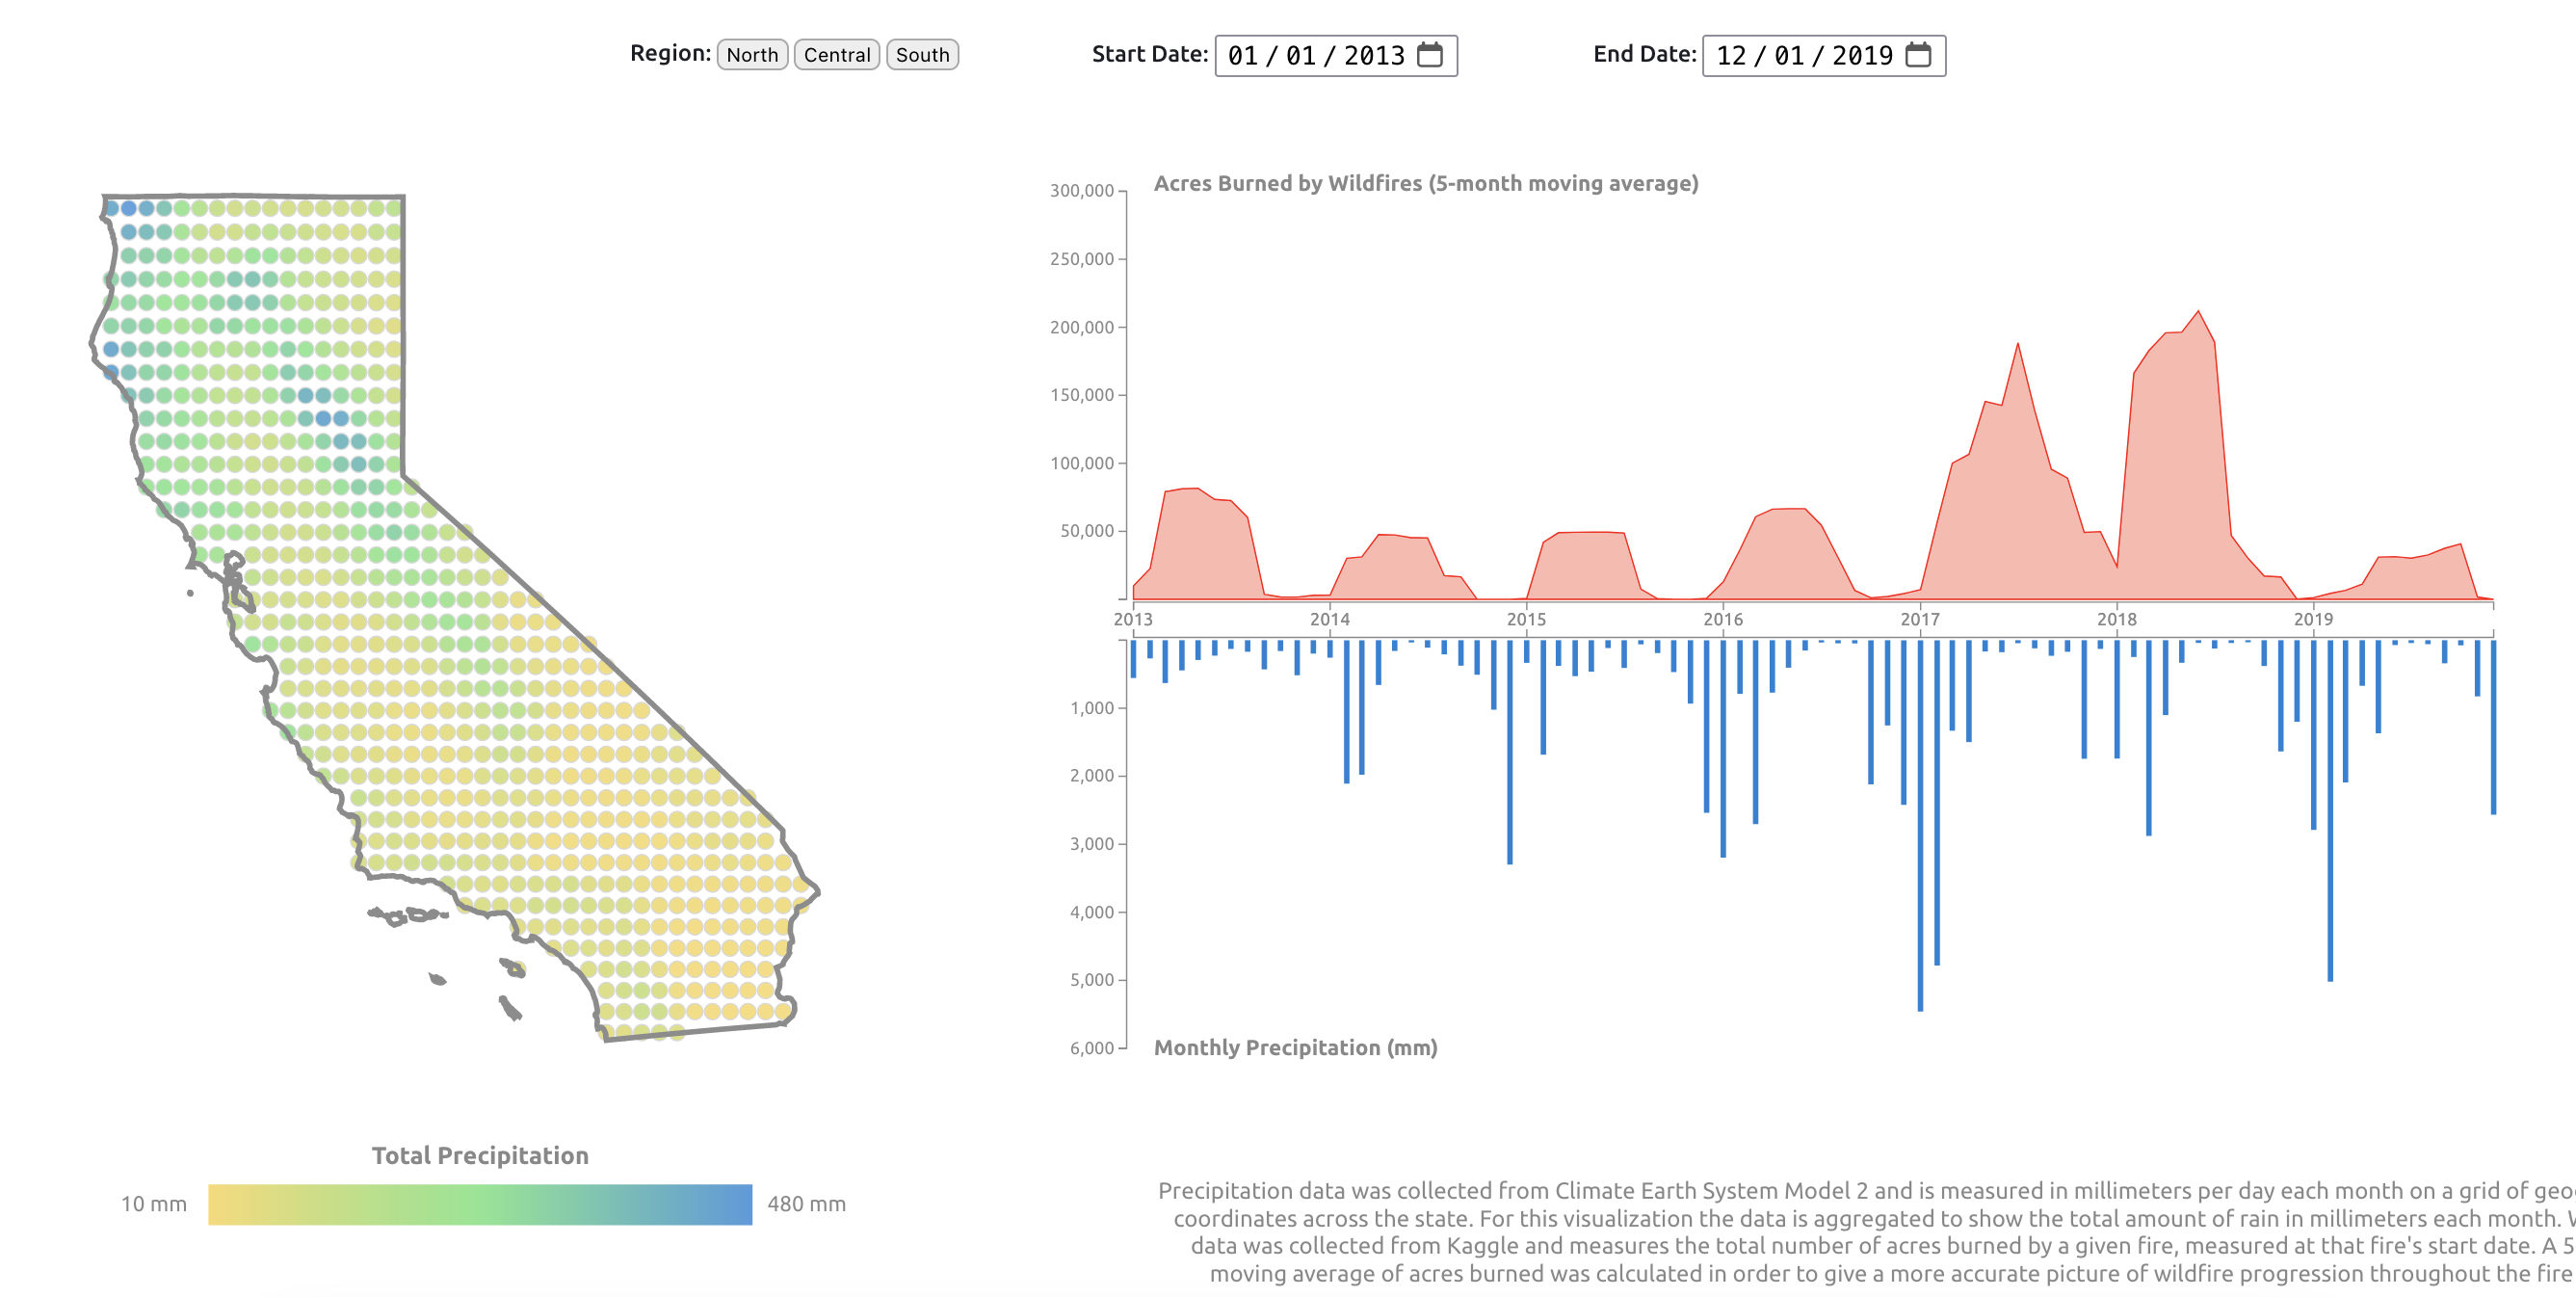 Region: North Central South Start Date: 01/01/2013 End Date: 12/01/2019
Acres Burned by Wildfires (5-month moving average)
300,000
250,000
200,000
150,000
100,000
50,000
2013 2014 2015 2016 2017 2018 2019
1,000
2,000
3,000
4,000
5,000
6,000
Monthly Precipitation (mm)
Total Precipitation
10 mm 480 mm
Precipitation data was collected from Climate Earth System Model 2 and is measured in millimeters per day each month on a grid of
coordinates across the state. For this visualization the data is aggregated to show the total amount of rain in millimeters each month.
data was collected from Kaggle and measures the total number of acres burned by a given fire, measured at that fire's start date. A 5
moving average of acres burned was calculated in order to give a more accurate picture of wildfire progression throughout the fire